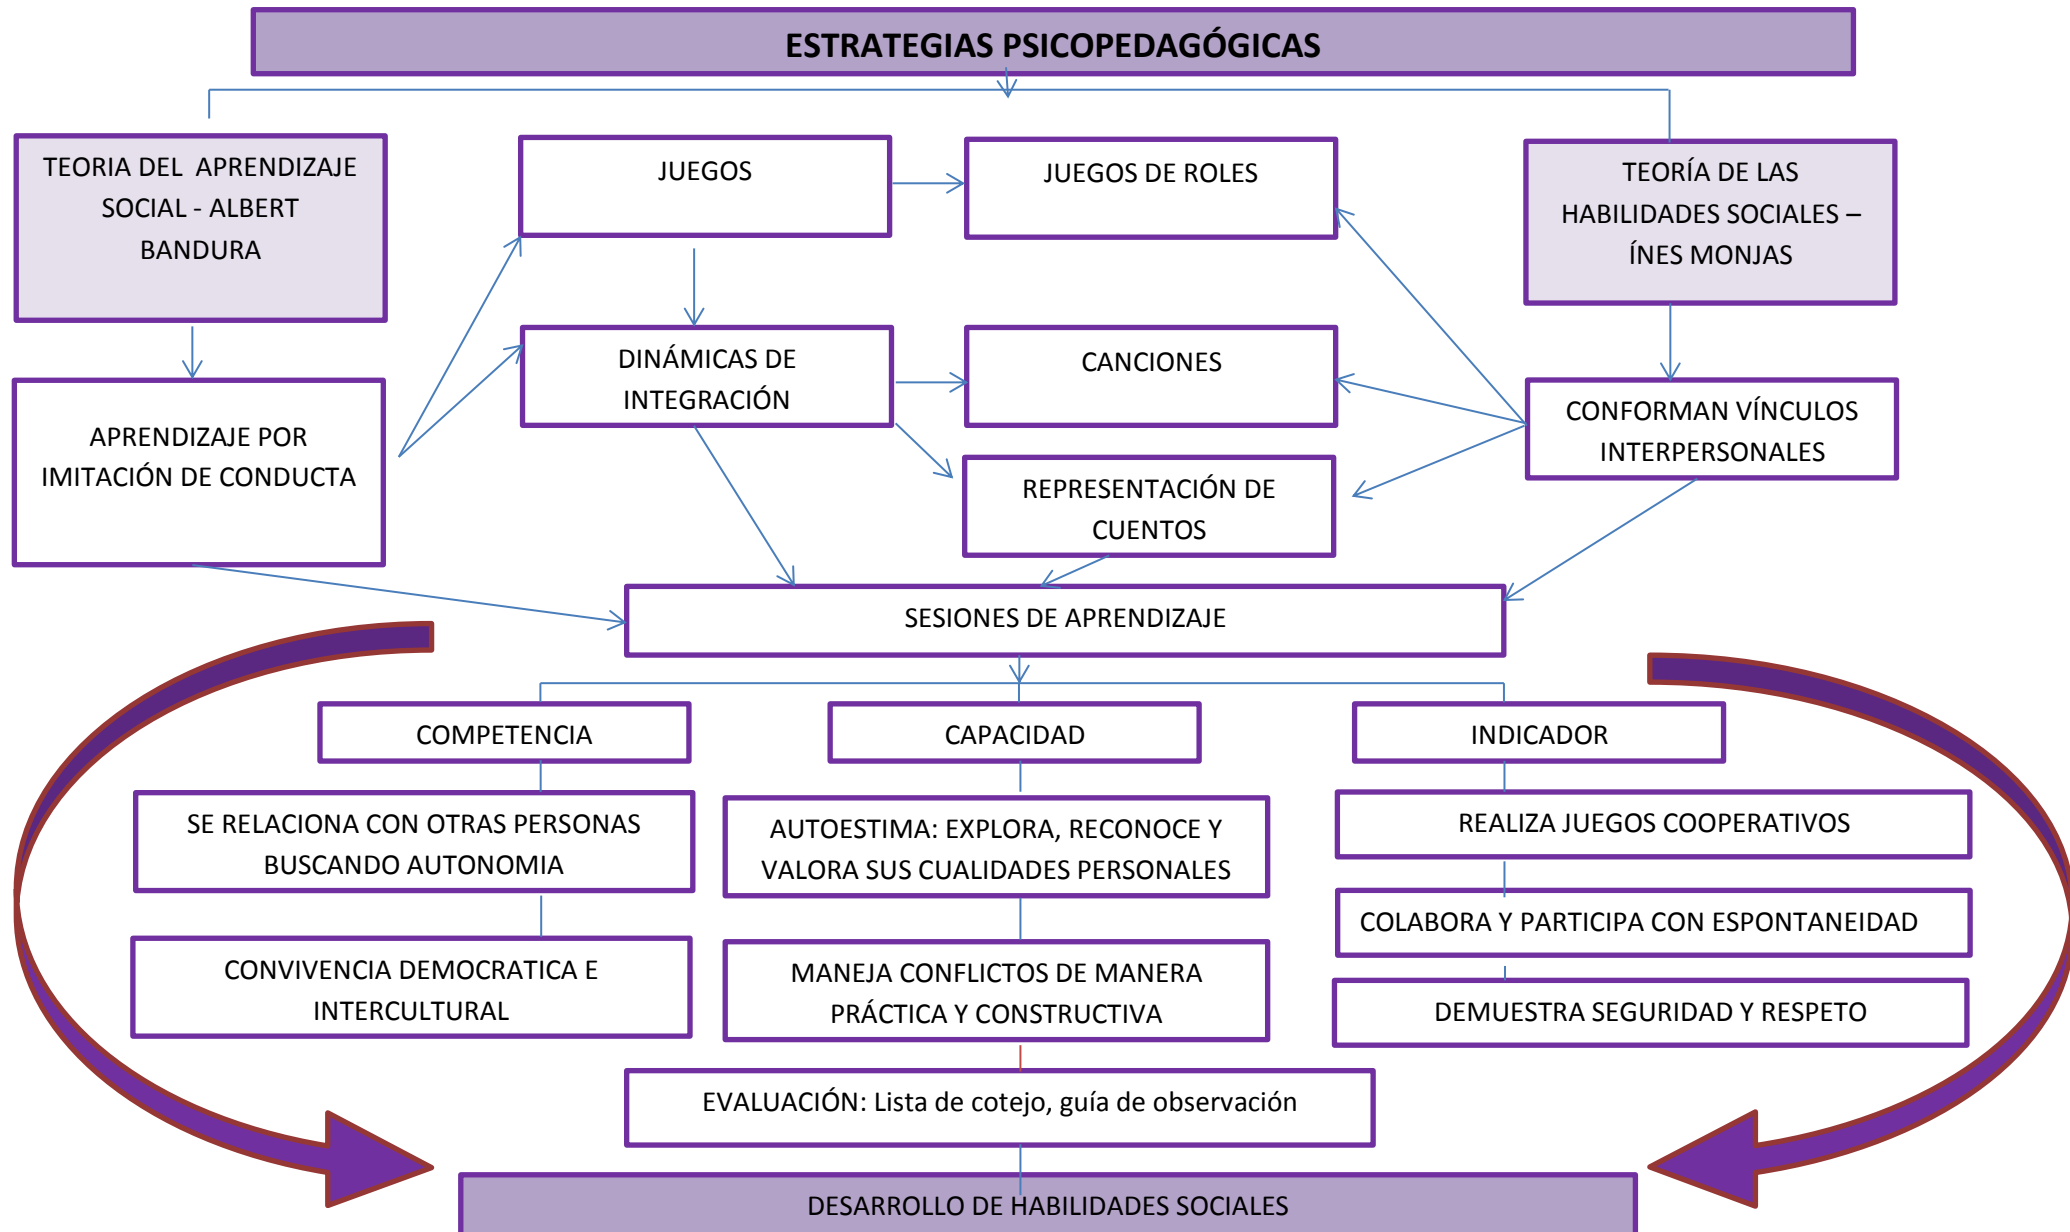 ESTRATEGIAS PSICOPEDAGÓGICAS
TEORIA DEL APRENDIZAJE
SOCIAL - ALBERT
BANDURA
JUEGOS
JUEGOS DE ROLES
TEORÍA DE LAS
HABILIDADES SOCIALES –
ÍNES MONJAS
DINÁMICAS DE
INTEGRACIÓN
CANCIONES
APRENDIZAJE POR
IMITACIÓN DE CONDUCTA
CONFORMAN VÍNCULOS
INTERPERSONALES
REPRESENTACIÓN DE
CUENTOS
SESIONES DE APRENDIZAJE
COMPETENCIA
CAPACIDAD
INDICADOR
SE RELACIONA CON OTRAS PERSONAS
BUSCANDO AUTONOMIA
AUTOESTIMA: EXPLORA, RECONOCE Y
VALORA SUS CUALIDADES PERSONALES
REALIZA JUEGOS COOPERATIVOS
COLABORA Y PARTICIPA CON ESPONTANEIDAD
CONVIVENCIA DEMOCRATICA E
INTERCULTURAL
MANEJA CONFLICTOS DE MANERA
PRÁCTICA Y CONSTRUCTIVA
DEMUESTRA SEGURIDAD Y RESPETO
EVALUACIÓN: Lista de cotejo, guía de observación
DESARROLLO DE HABILIDADES SOCIALES